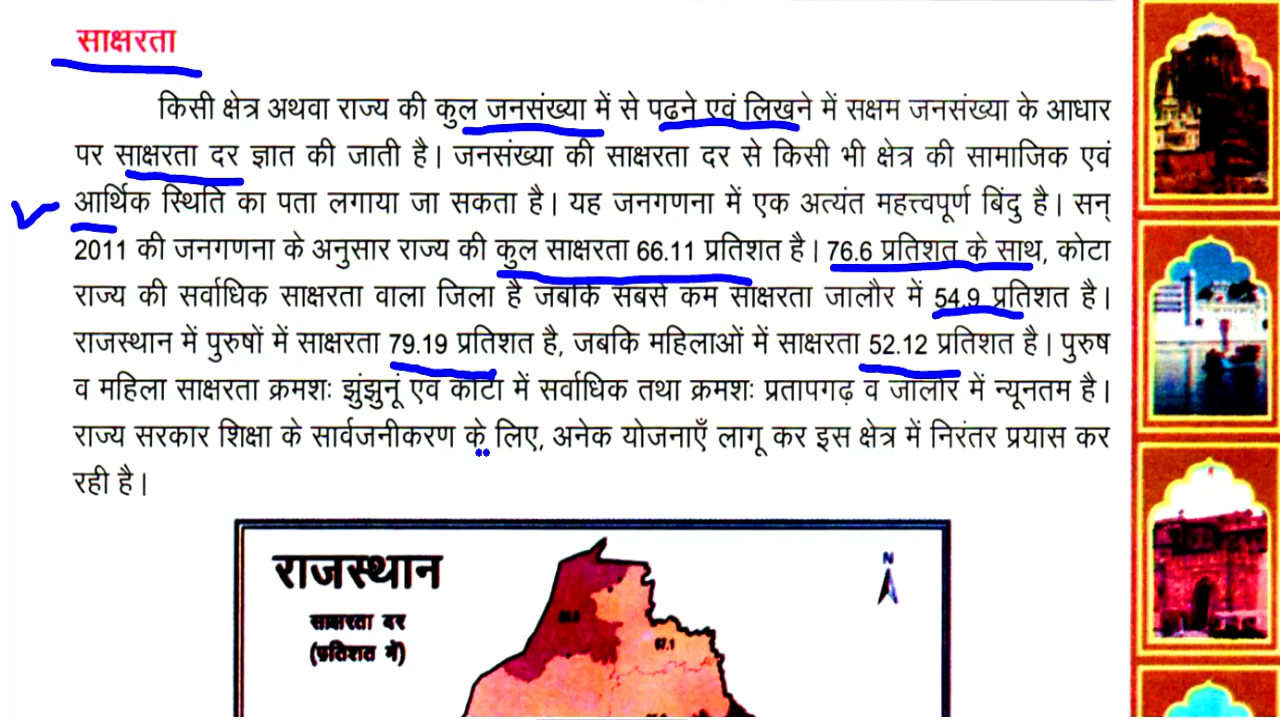 साक्षरता
किसी क्षेत्र अथवा राज्य की कुल जनसंख्या में से पढने एवं लिखने में सक्षम जनसंख्या के आधार
पर साक्षरता दर ज्ञात की जाती है। जनसंख्या की साक्षरता दर से किसी भी क्षेत्र की सामाजिक एवं
आर्थिक स्थिति का पता लगाया जा सकता है। यह जनगणना में एक अत्यंत महत्त्वपूर्ण बिंदु है। सन्
2011 की जनगणना के अनुसार राज्य की कुल साक्षरता 66.11 प्रतिशत है। 76.6 प्रतिशत के साथ, कोटा
राज्य की सर्वाधिक साक्षरता वाला जिला है जबकि सबसे कम साक्षरता जालौर में 54.9 प्रतिशत है।
राजस्थान में पुरुषों में साक्षरता 79.19 प्रतिशत है, जबकि महिलाओं में साक्षरता 52.12 प्रतिशत है। पुरुष
व महिला साक्षरता क्रमशः झुंझुनूं एवं कोटा में सर्वाधिक तथा क्रमशः प्रतापगढ़ व जालौर में न्यूनतम है।
राज्य सरकार शिक्षा के सार्वजनीकरण के लिए, अनेक योजनाएँ लागू कर इस क्षेत्र में निरंतर प्रयास कर
रही है।
राजस्थान
N
साक्षरता दर
(प्रतिशत में)
67.1